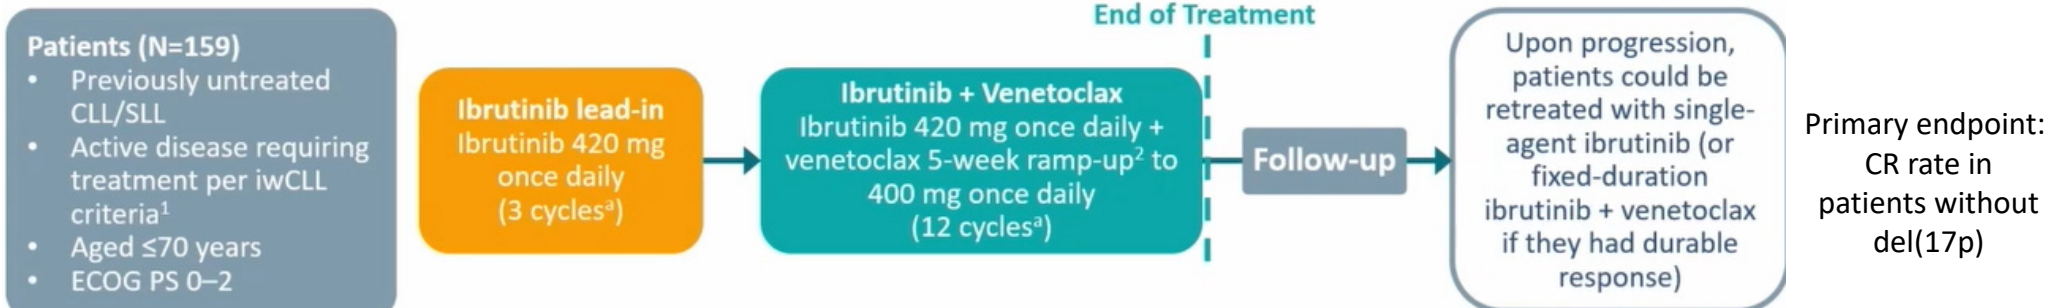 Patients (N=159)
• Previously untreated
CLL/SLL
• Active disease requiring
treatment per iwCLL
criteria¹
• Aged ≤70 years
• ECOG PS 0–2
Ibrutinib lead-in
Ibrutinib 420 mg
once daily
(3 cyclesᵃ)
Ibrutinib + Venetoclax
Ibrutinib 420 mg once daily +
venetoclax 5-week ramp-up² to
400 mg once daily
(12 cyclesᵃ)
End of Treatment
Follow-up
Upon progression,
patients could be
retreated with single-
agent ibrutinib (or
fixed-duration
ibrutinib + venetoclax
if they had durable
response)
Primary endpoint:
CR rate in
patients without
del(17p)